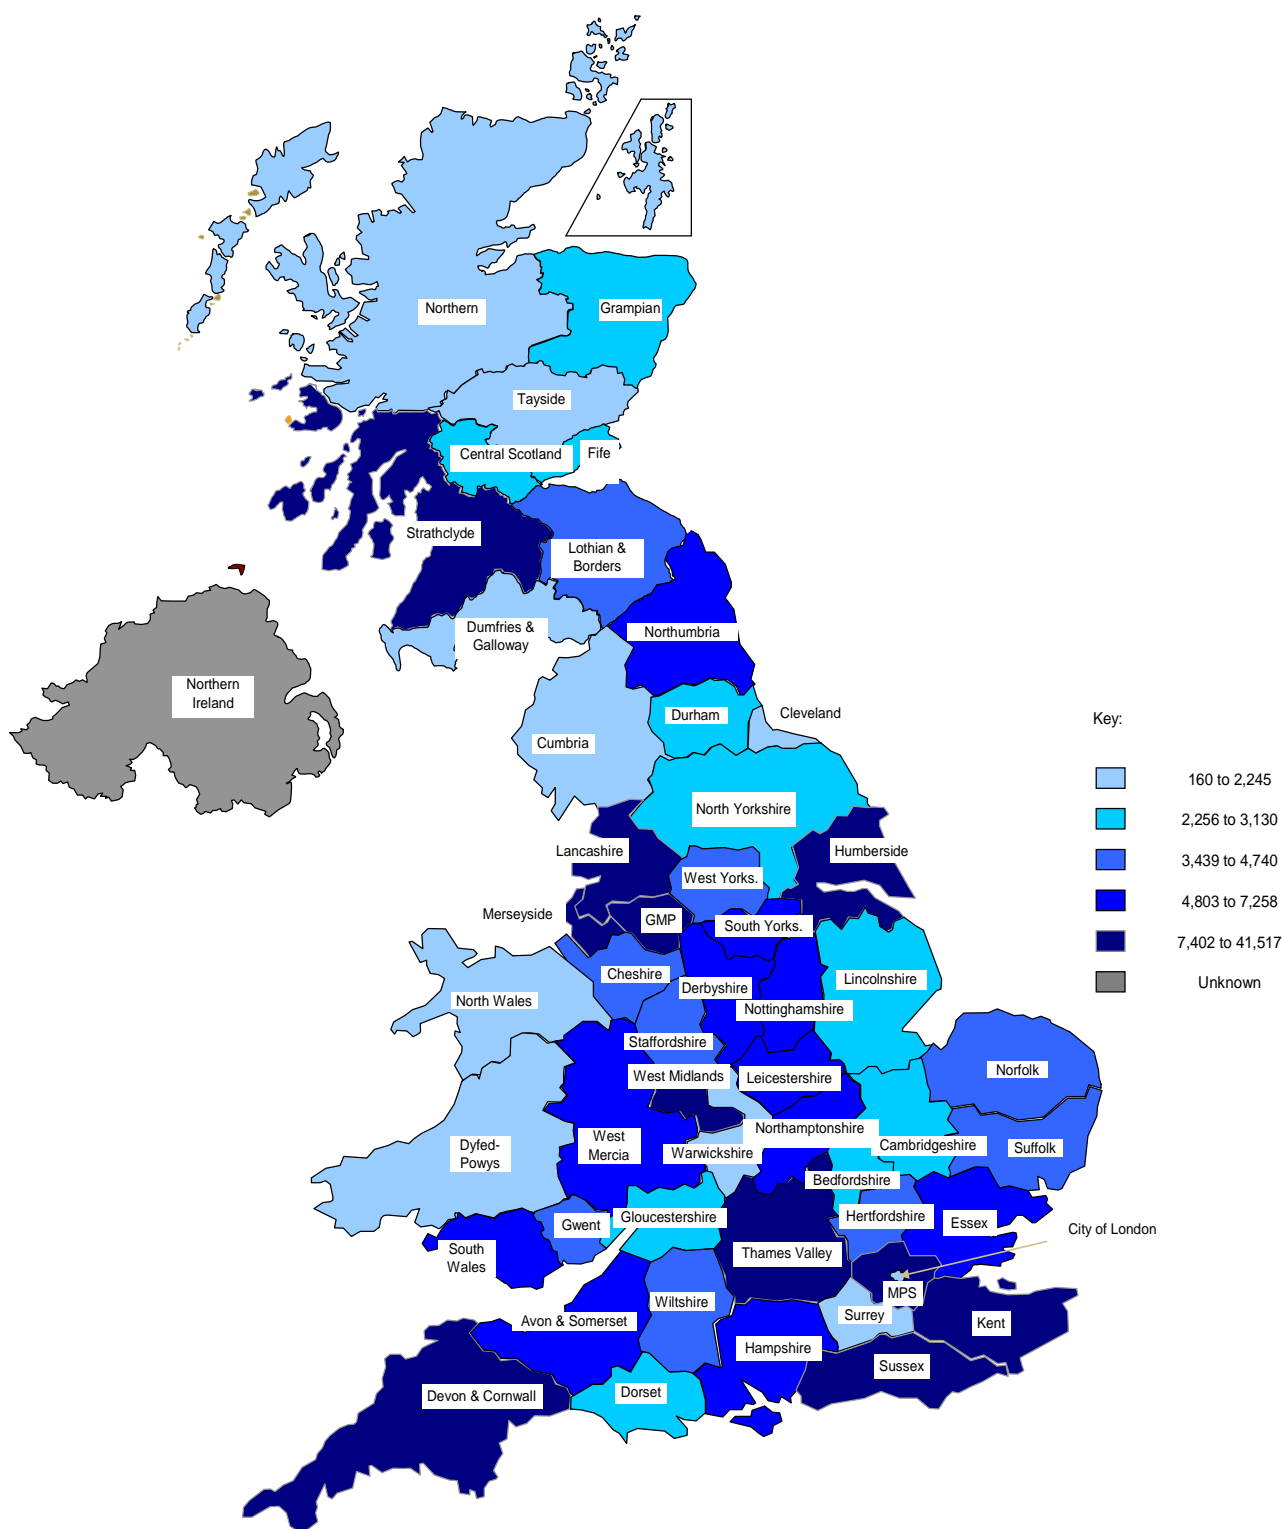 Northern
Grampian
Tayside
Central Scotland
Fife
Strathclyde
Lothian &
Borders
Dumfries &
Galloway
Northumbria
Northern
Ireland
Durham
Cleveland
Cumbria
Key:
160 to 2,245
2,256 to 3,130
3,439 to 4,740
4,803 to 7,258
7,402 to 41,517
Unknown
North Yorkshire
Lancashire
Humberside
West Yorks.
Merseyside
GMP
South Yorks.
Cheshire
Derbyshire
Lincolnshire
North Wales
Nottinghamshire
Staffordshire
West Midlands
Leicestershire
Norfolk
Northamptonshire
West
Mercia
Dyfed-
Powys
Warwickshire
Cambridgeshire
Suffolk
Bedfordshire
Gwent
Gloucestershire
Hertfordshire
Essex
City of London
South
Wales
Thames Valley
MPS
Wiltshire
Surrey
Kent
Avon & Somerset
Hampshire
Sussex
Devon & Cornwall
Dorset